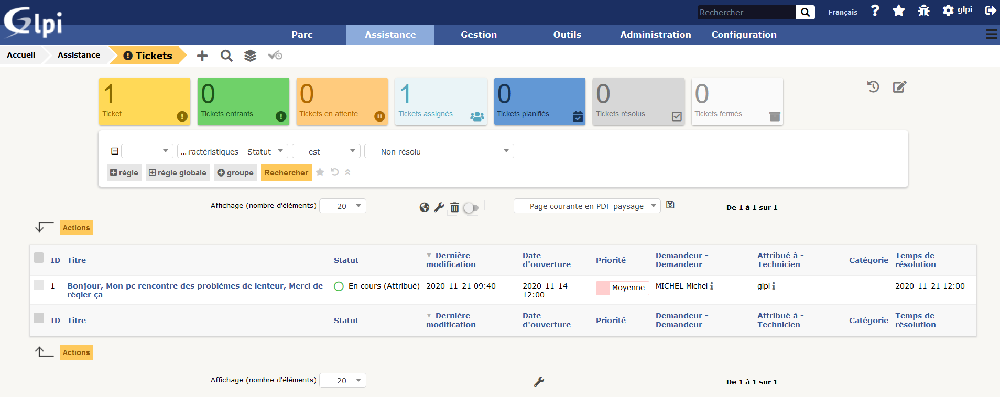 Glpi
Rechercher
Français
glpi
Parc
Assistance
Gestion
Outils
Administration
Configuration
Accueil
Assistance
Tickets
1
Ticket
0
Tickets entrants
0
Tickets en attente
1
Tickets assignés
0
Tickets planifiés
0
Tickets résolus
0
Tickets fermés
-----
...ractéristiques - Statut
est
Non résolu
règle
règle globale
groupe
Rechercher
Affichage (nombre d'éléments) 20
Page courante en PDF paysage
De 1 à 1 sur 1
Actions
ID Titre Statut Dernière modification Date d'ouverture Priorité Demandeur - Demandeur Attribué à - Technicien Catégorie Temps de résolution
1 Bonjour, Mon pc rencontre des problèmes de lenteur, Merci de régler ça En cours (Attribué) 2020-11-21 09:40 2020-11-14 12:00 Moyenne MICHEL Michel glpi 2020-11-21 12:00
ID Titre Statut Dernière modification Date d'ouverture Priorité Demandeur - Demandeur Attribué à - Technicien Catégorie Temps de résolution
Actions
Affichage (nombre d'éléments) 20
De 1 à 1 sur 1